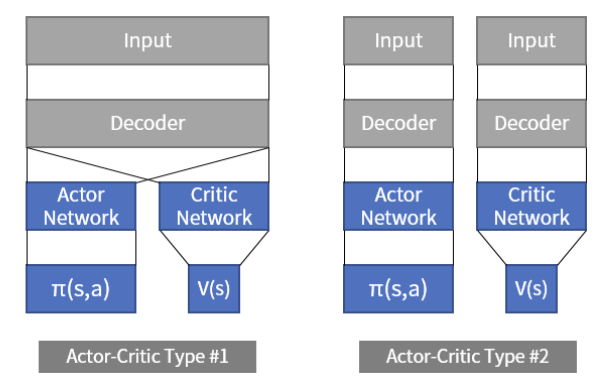 Input
Decoder
Actor
Network
Critic
Network
π(s,a)
V(s)
Actor-Critic Type #1
Input
Input
Decoder
Decoder
Actor
Network
Critic
Network
π(s,a)
V(s)
Actor-Critic Type #2